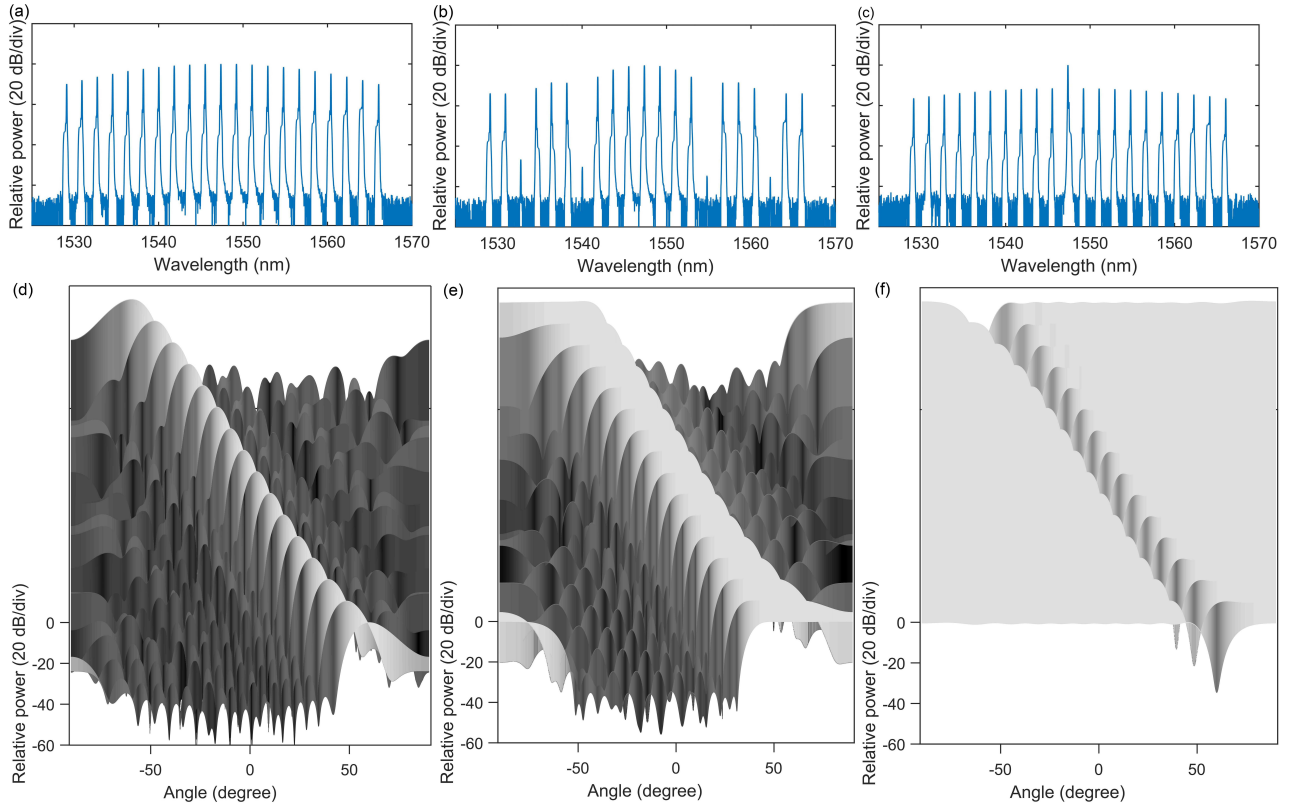 (a)
(b)
(c)
Relative power (20 dB/div)
Relative power (20 dB/div)
Relative power (20 dB/div)
1530 1540 1550 1560 1570
1530 1540 1550 1560 1570
1530 1540 1550 1560 1570
Wavelength (nm)
Wavelength (nm)
Wavelength (nm)
(d)
(e)
(f)
Relative power (20 dB/div)
0
-20
-40
-60
-50 0 50
Angle (degree)
Relative power (20 dB/div)
0
-20
-40
-60
-50 0 50
Angle (degree)
Relative power (20 dB/div)
0
-20
-40
-60
-50 0 50
Angle (degree)